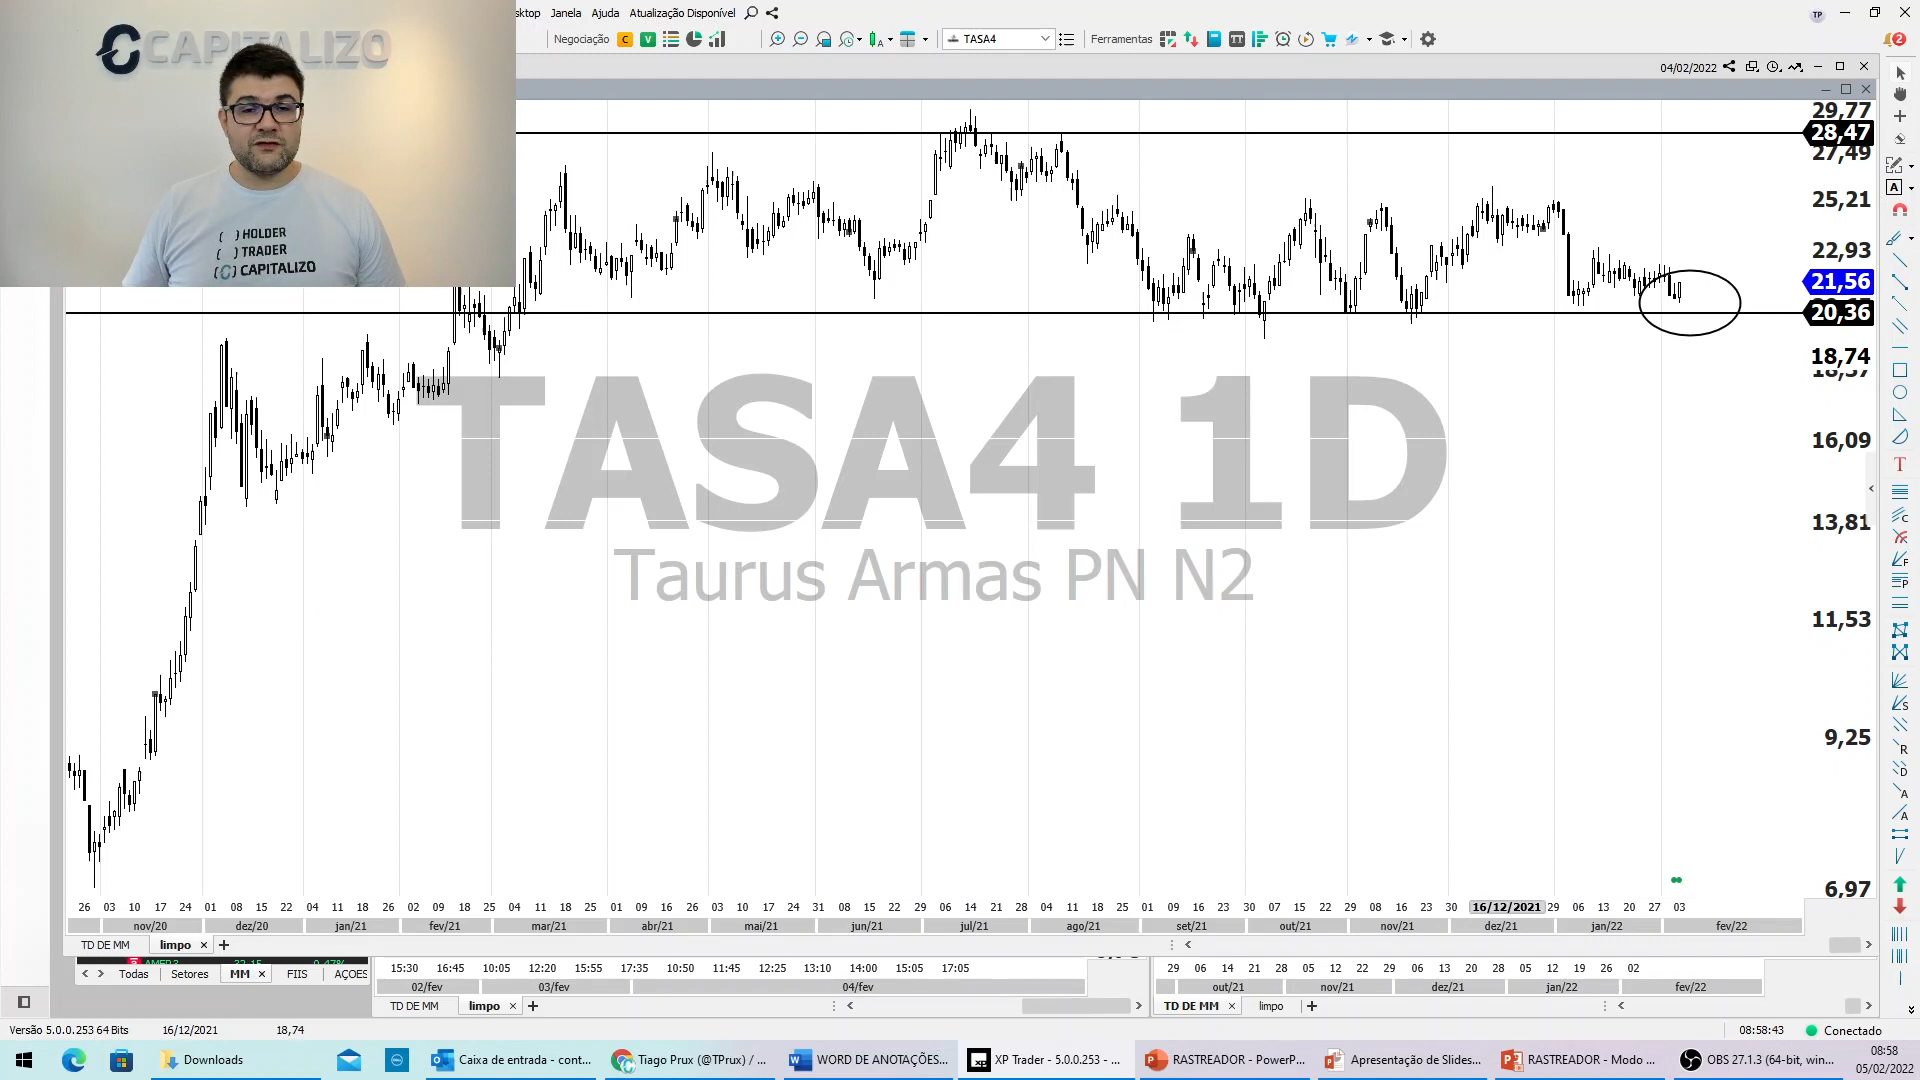 CAPITALIZO
( ) HOLDER
( ) TRADER
( ) CAPITALIZO
sktop Janela Ajuda Atualização Disponível
TP
Negociação C V TASA4 Ferramentas
2
04/02/2022
29,77
28,47
27,49
25,21
22,93
21,56
20,36
18,74
16,09
13,81
11,53
9,25
6,97
TASA4 1D
Taurus Armas PN N2
26 03 10 17 24 01 08 15 22 04 11 18 26 02 09 18 25 04 11 18 25 01 09 16 26 03 10 17 24 31 08 15 22 29 06 14 21 28 04 11 18 25 01 09 16 23 30 07 15 22 29 08 16 23 30 16/12/2021 29 06 13 20 27 03
nov/20 dez/20 jan/21 fev/21 mar/21 abr/21 mai/21 jun/21 jul/21 ago/21 set/21 out/21 nov/21 dez/21 jan/22 fev/22
TD DE MM limpo × +
Todas Setores MM × FIIS AÇOES
15:30 16:45 10:05 12:20 15:55 17:35 10:50 11:45 12:25 13:10 14:00 15:05 17:05
02/fev 03/fev 04/fev
TD DE MM limpo × +
29 06 14 21 28 05 12 22 29 06 13 20 28 05 12 19 26 02
out/21 nov/21 dez/21 jan/22 fev/22
TD DE MM × limpo +
Versão 5.0.0.253 64 Bits 16/12/2021 18,74 08:58:43 Conectado
Downloads Caixa de entrada - cont... Tiago Prux (@TPrux) / ... WORD DE ANOTAÇÕES... XP Trader - 5.0.0.253 - ... RASTREADOR - PowerP... Apresentação de Slides... RASTREADOR - Modo ... OBS 27.1.3 (64-bit, win...
08:58
05/02/2022